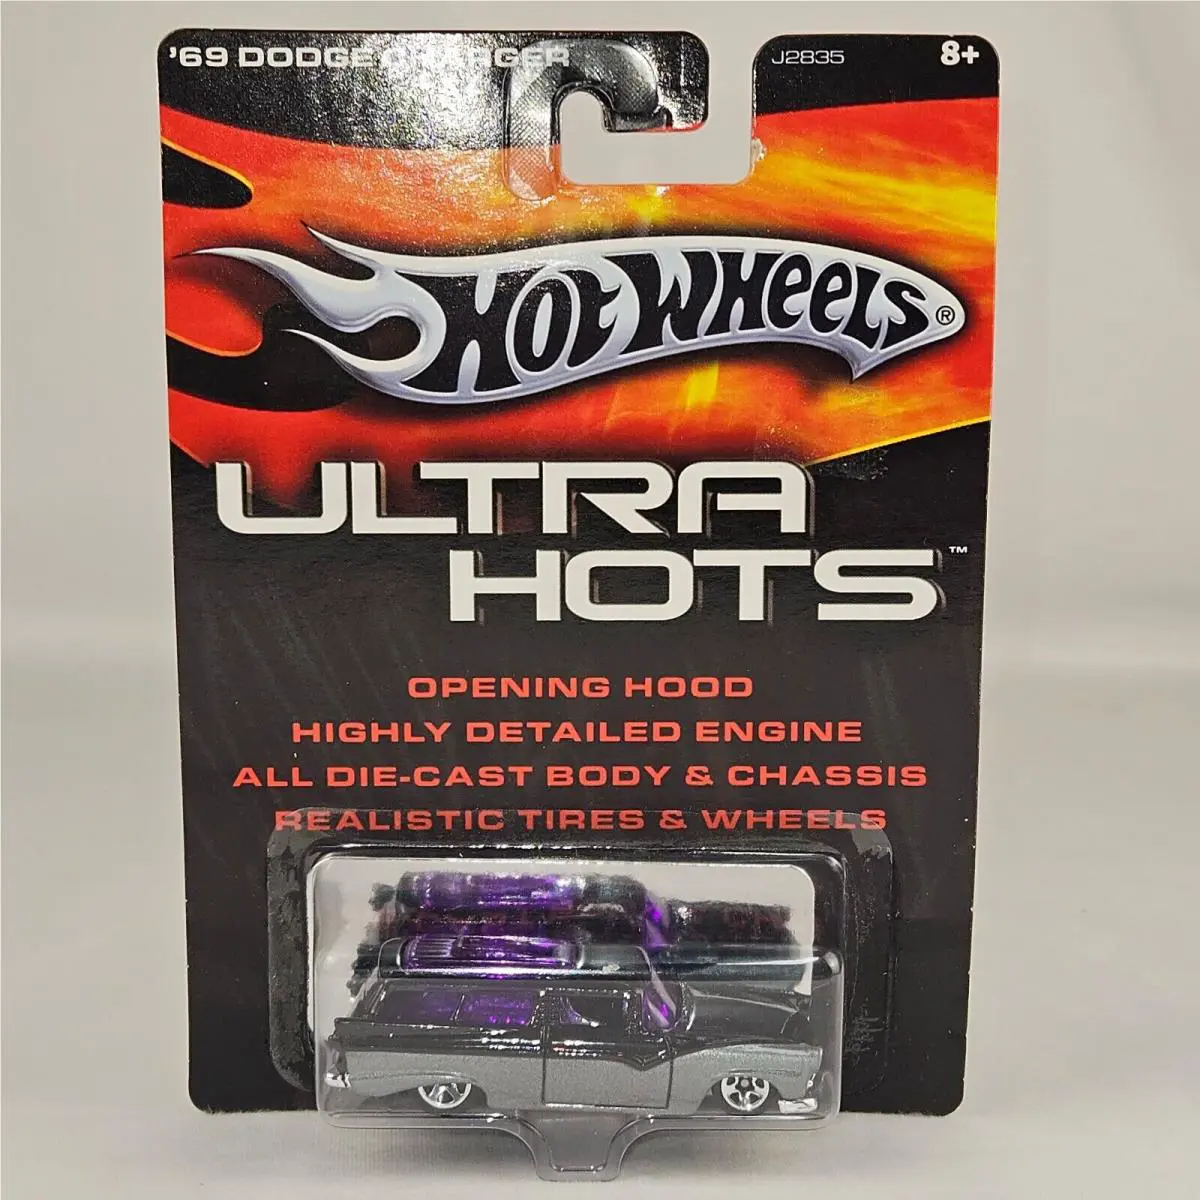 '69 DODGE CHARGER
J2835
8+
HOT WHEELS®
ULTRA
HOTS™
OPENING HOOD
HIGHLY DETAILED ENGINE
ALL DIE-CAST BODY & CHASSIS
REALISTIC TIRES & WHEELS